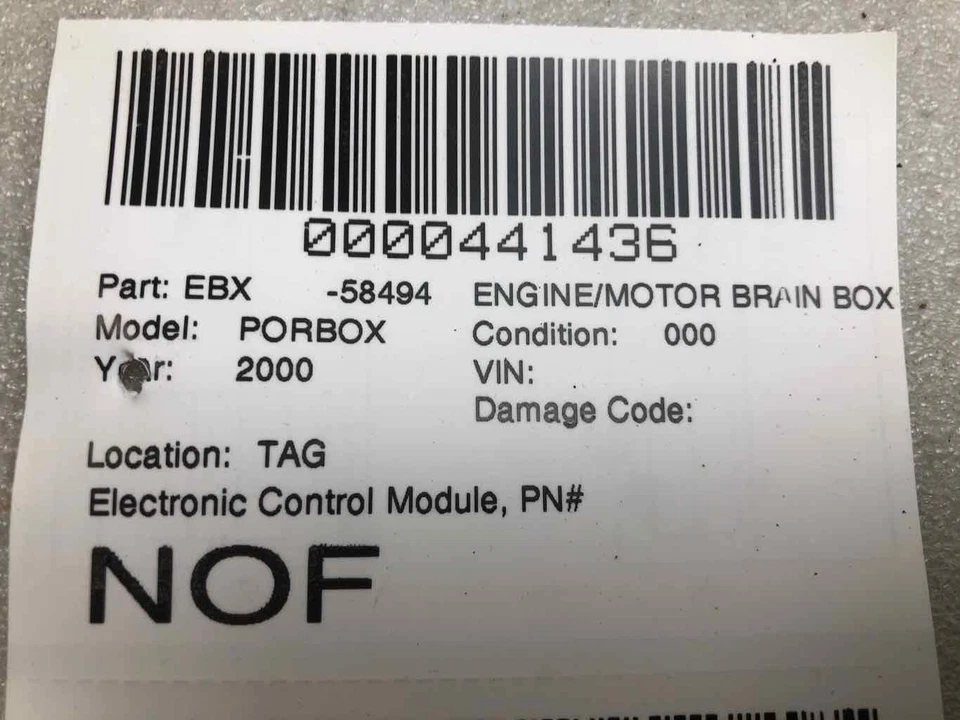 0000441436
Part: EBX -58494 ENGINE/MOTOR BRAIN BOX
Model: PORBOX Condition: 000
Year: 2000 VIN:
Damage Code:
Location: TAG
Electronic Control Module, PN#
NOF